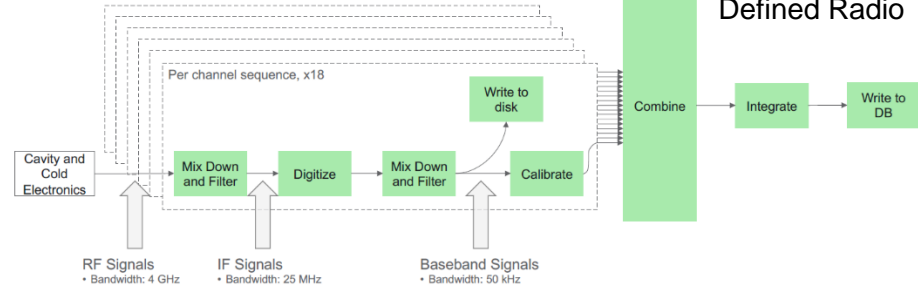 Defined Radio
Per channel sequence, x18
Write to
disk
Combine
Integrate
Write to
DB
Cavity and
Cold
Electronics
Mix Down
and Filter
Digitize
Mix Down
and Filter
Calibrate
RF Signals
• Bandwidth: 4 GHz
IF Signals
• Bandwidth: 25 MHz
Baseband Signals
• Bandwidth: 50 kHz